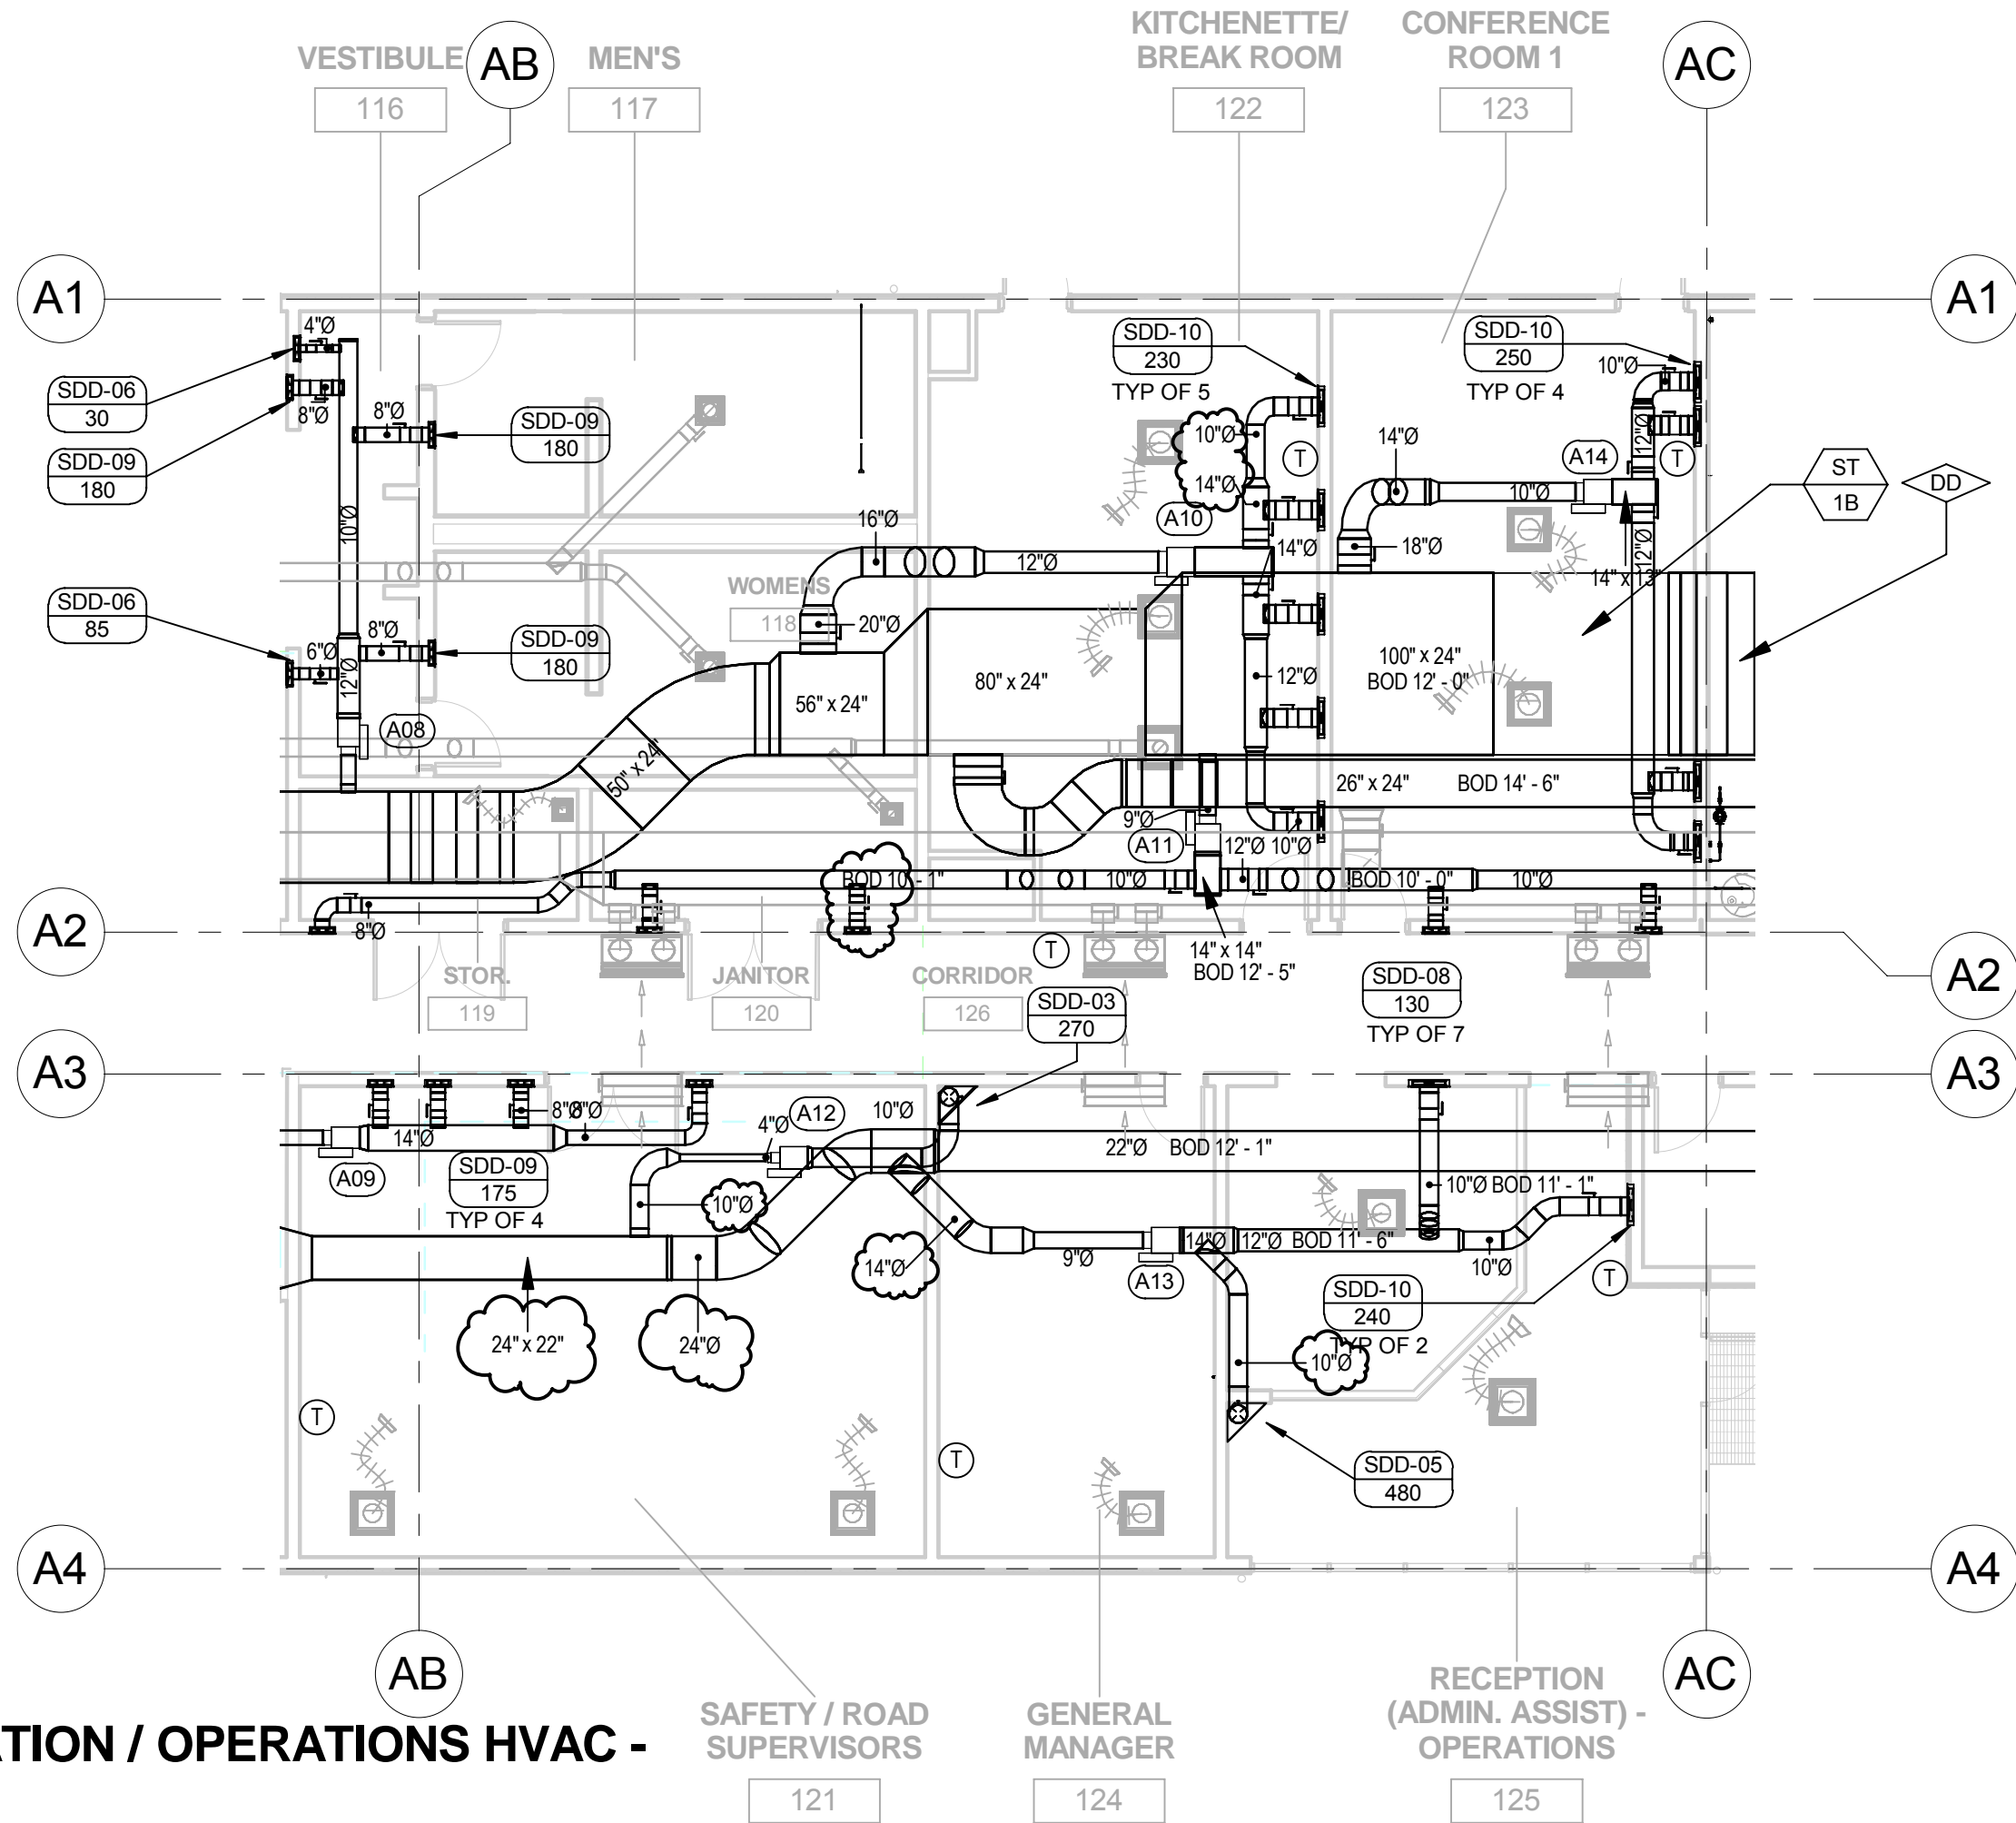 KITCHENETTE/
BREAK ROOM
CONFERENCE
ROOM 1
VESTIBULE
AB
MEN'S
AC
116
117
122
123
A1
A1
SDD-06
30
4"Ø
SDD-09
180
8"Ø
8"Ø
SDD-09
180
10"Ø
SDD-10
230
TYP OF 5
SDD-10
250
TYP OF 4
10"Ø
10"Ø
T
14"Ø
A10
14"Ø
14"Ø
A14
12"Ø
T
10"Ø
ST
1B
DD
16"Ø
12"Ø
18"Ø
12"Ø
14" x 13"
SDD-06
85
6"Ø
8"Ø
12"Ø
SDD-09
180
A08
WOMENS
118
20"Ø
56" x 24"
80" x 24"
12"Ø
100" x 24"
BOD 12' - 0"
50" x 24"
26" x 24"
BOD 14' - 6"
9"Ø
A11
12"Ø
10"Ø
BOD 10' - 1"
10"Ø
BOD 10' - 0"
10"Ø
8"Ø
8"Ø
A2
A2
T
14" x 14"
BOD 12' - 5"
STOR.
119
JANITOR
120
CORRIDOR
126
SDD-03
270
SDD-08
130
TYP OF 7
A3
A3
8"Ø
8"Ø
14"Ø
A09
SDD-09
175
TYP OF 4
4"Ø
A12
10"Ø
22"Ø
BOD 12' - 1"
10"Ø
10"Ø BOD 11' - 1"
14"Ø
9"Ø
A13
14"Ø
12"Ø
BOD 11' - 6"
10"Ø
T
SDD-10
240
TYP OF 2
24" x 22"
24"Ø
10"Ø
T
T
SDD-05
480
A4
A4
AB
AC
ATION / OPERATIONS HVAC -
SAFETY / ROAD
SUPERVISORS
121
GENERAL
MANAGER
124
RECEPTION
(ADMIN. ASSIST) -
OPERATIONS
125